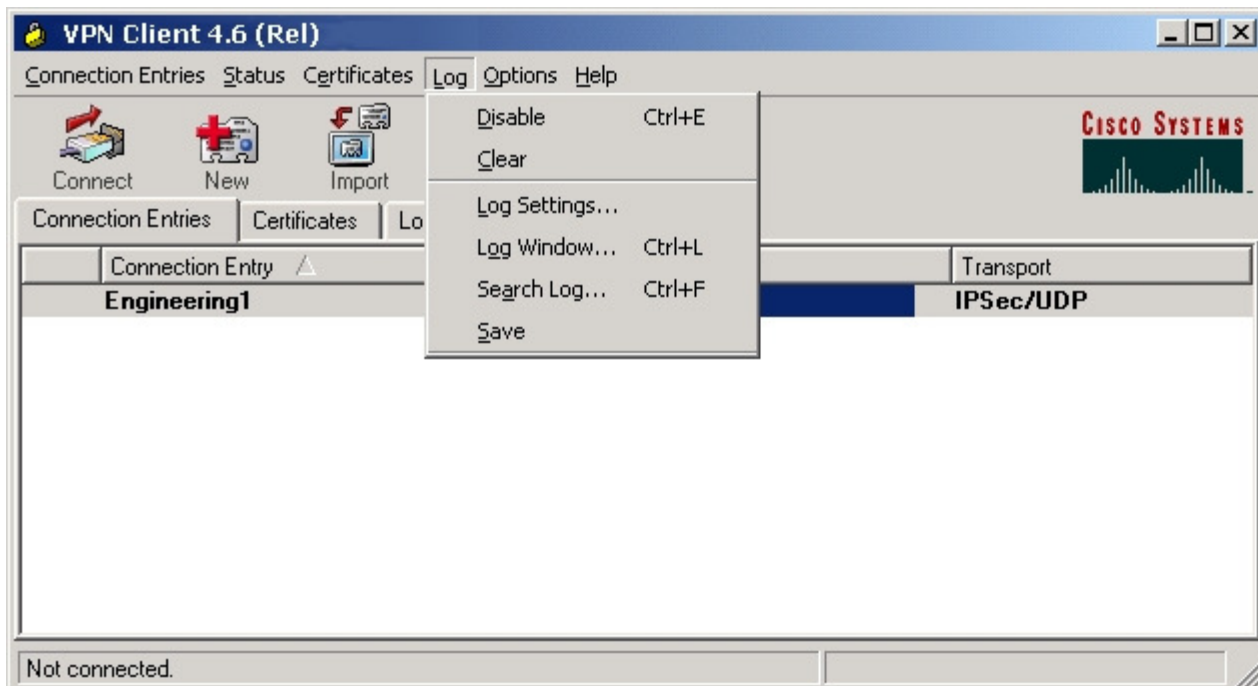 VPN Client 4.6 (Rel)
Connection Entries Status Certificates Log Options Help
Disable Ctrl+E
Clear
Log Settings...
Log Window... Ctrl+L
Search Log... Ctrl+F
Save
Connect New Import
CISCO SYSTEMS
Connection Entries Certificates Lo
Connection Entry Transport
Engineering1 IPSec/UDP
Not connected.